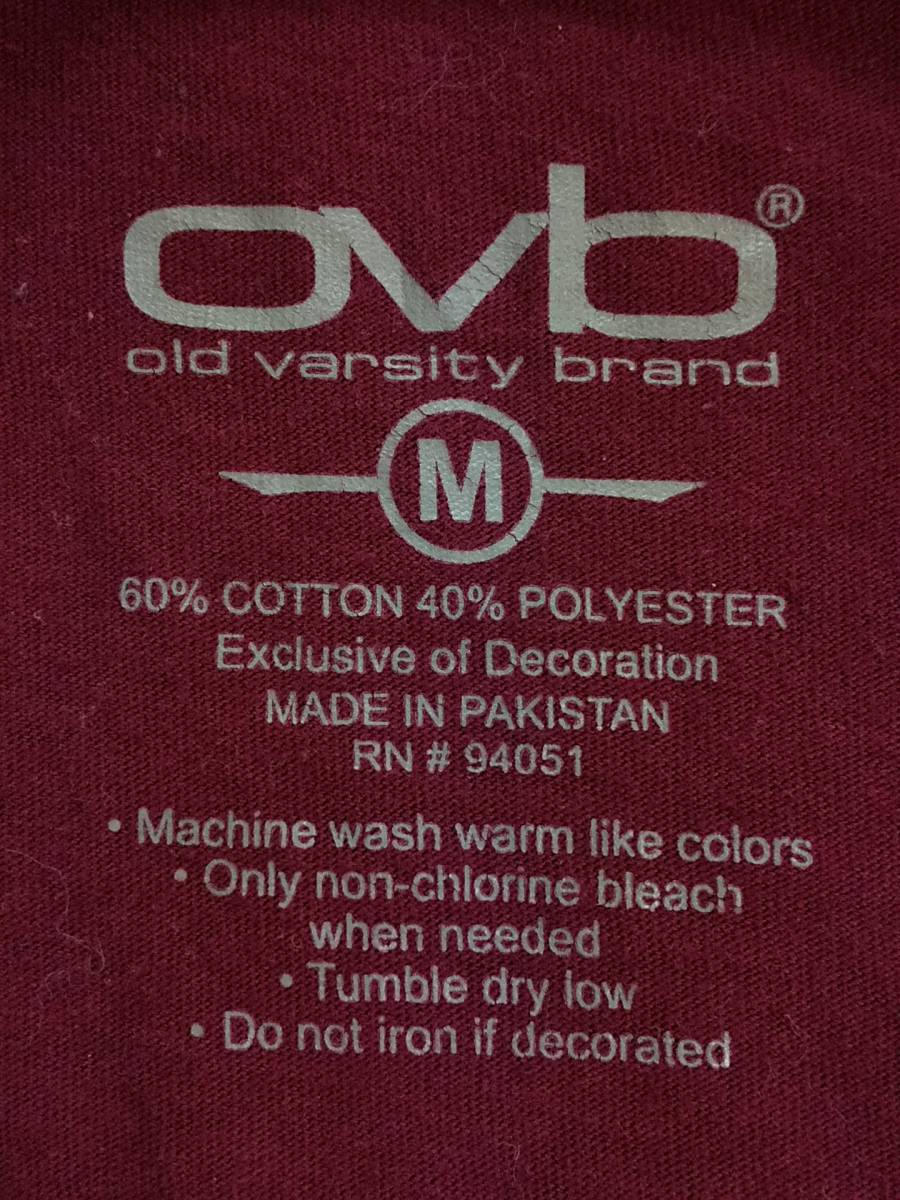 ovb®
old varsity brand
M
60% COTTON 40% POLYESTER
Exclusive of Decoration
MADE IN PAKISTAN
RN # 94051
• Machine wash warm like colors
• Only non-chlorine bleach
when needed
• Tumble dry low
• Do not iron if decorated